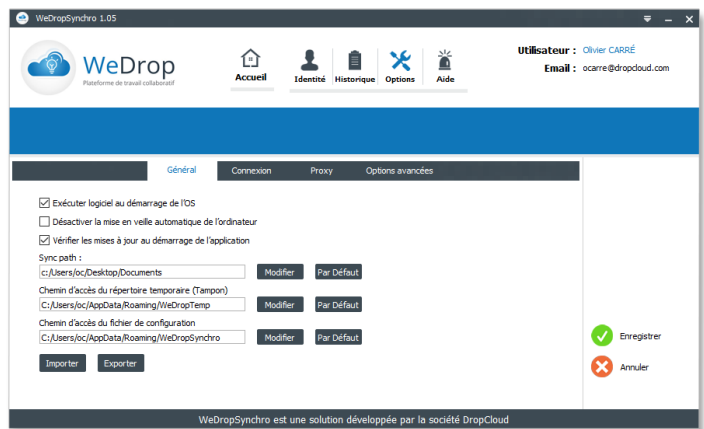 WeDropSynchro 1.05
WeDrop
Plateforme de travail collaboratif
Accueil
Identité
Historique
Options
Aide
Utilisateur : Olivier CARRÉ
Email : ocarre@dropcloud.com
Général
Connexion
Proxy
Options avancées
Exécuter logiciel au démarrage de l'OS
Désactiver la mise en veille automatique de l'ordinateur
Vérifier les mises à jour au démarrage de l'application
Sync path :
c:/Users/oc/Desktop/Documents
Modifier
Par Défaut
Chemin d'accès du répertoire temporaire (Tampon)
C:/Users/oc/AppData/Roaming/WeDropTemp
Modifier
Par Défaut
Chemin d'accès du fichier de configuration
C:/Users/oc/AppData/Roaming/WeDropSynchro
Modifier
Par Défaut
Importer
Exporter
Enregistrer
Annuler
WeDropSynchro est une solution développée par la société DropCloud